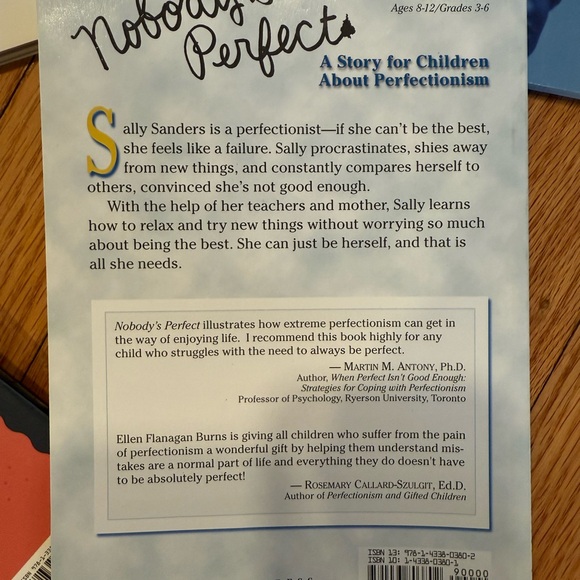 Ages 8-12/Grades 3-6
Nobody's
Perfect
A Story for Children
About Perfectionism
Sally Sanders is a perfectionist—if she can't be the best,
she feels like a failure. Sally procrastinates, shies away
from new things, and constantly compares herself to
others, convinced she's not good enough.
With the help of her teachers and mother, Sally learns
how to relax and try new things without worrying so much
about being the best. She can just be herself, and that is
all she needs.
Nobody's Perfect illustrates how extreme perfectionism can get in
the way of enjoying life. I recommend this book highly for any
child who struggles with the need to always be perfect.
— Martin M. Antony, Ph.D.
Author, When Perfect Isn't Good Enough:
Strategies for Coping with Perfectionism
Professor of Psychology, Ryerson University, Toronto
Ellen Flanagan Burns is giving all children who suffer from the pain
of perfectionism a wonderful gift by helping them understand mis-
takes are a normal part of life and everything they do doesn't have
to be absolutely perfect!
— Rosemary Callard-Szulgit, Ed.D.
Author of Perfectionism and Gifted Children
ISBN 13: 978-1-4338-0380-2
ISBN 10: 1-4338-0380-1
90000